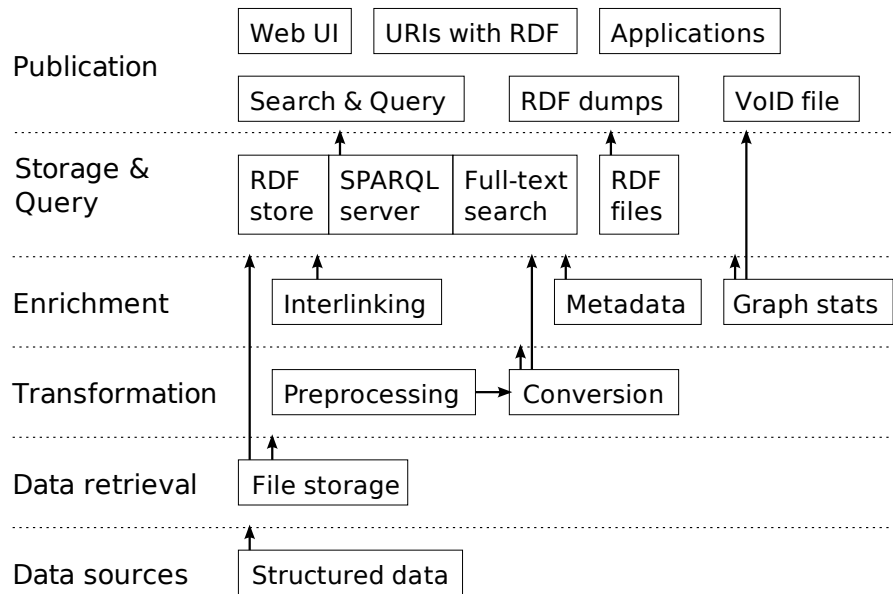 Publication
Web UI
URIs with RDF
Applications
Search & Query
RDF dumps
VoID file
Storage &
Query
RDF
store
SPARQL
server
Full-text
search
RDF
files
Enrichment
Interlinking
Metadata
Graph stats
Transformation
Preprocessing
Conversion
Data retrieval
File storage
Data sources
Structured data